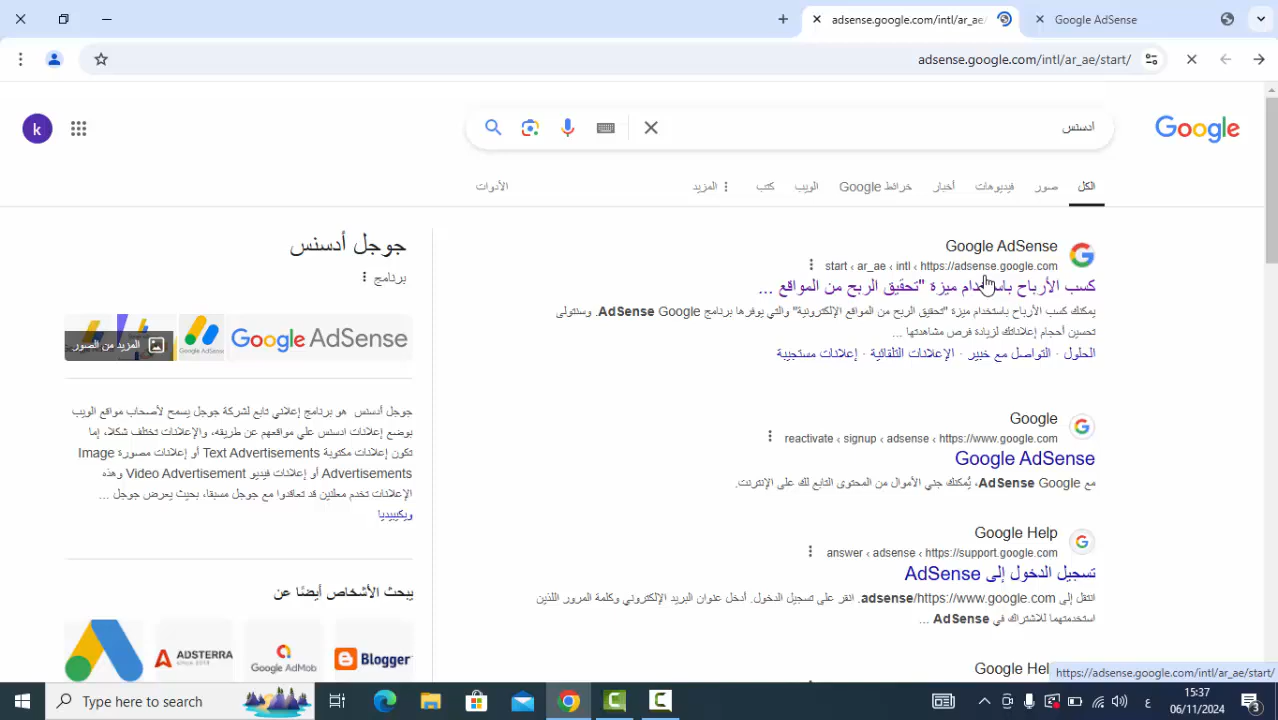 Google AdSense
adsense.google.com/intl/ar_ae/
adsense.google.com/intl/ar_ae/start/
Google
أدسنس
k
الكل
صور
فيديوهات
أخبار
خرائط Google
الويب
كتب
المزيد
الأدوات
Google AdSense
https://adsense.google.com › intl › ar_ae › start
كسب الأرباح باستخدام ميزة "تحقيق الربح من المواقع ...
يمكنك كسب الأرباح باستخدام ميزة "تحقيق الربح من المواقع الإلكترونية" والتي يوفرها برنامج Google AdSense. وسنتولى
تحسين أحجام إعلاناتك لزيادة فرص مشاهدتها ...
الحلول · التواصل مع خبير · الإعلانات التلقائية · إعلانات مستجيبة
Google
https://www.google.com › adsense › signup › reactivate
Google AdSense
مع Google AdSense، يُمكنك جني الأموال من المحتوى التابع لك على الإنترنت.
Google Help
https://support.google.com › adsense › answer
تسجيل الدخول إلى AdSense
انتقل إلى https://www.google.com/adsense. انقر على تسجيل الدخول. أدخل عنوان البريد الإلكتروني وكلمة المرور اللذين
استخدمتهما للاشتراك في AdSense ...
Google Hel
جوجل أدسنس
برنامج
Google AdSense
Google AdSense
المزيد من الصور
جوجل أدسنس هو برنامج إعلاني تابع لشركة جوجل يسمح لأصحاب مواقع الويب
بوضع إعلانات ادسنس علي مواقعهم عن طريقه، والإعلانات تختلف شكلا، إما
تكون إعلانات مكتوبة Text Advertisements أو إعلانات مصورة Image
Advertisements أو إعلانات فيديو Video Advertisement وهذه
الإعلانات تخدم معلنين قد تعاقدوا مع جوجل مسبقا، بحيث يعرض جوجل ...
ويكيبيديا
يبحث الأشخاص أيضًا عن
Blogger
Google AdMob
ADSTERRA
since 2013
https://adsense.google.com/intl/ar_ae/start/
Type here to search
ع
15:37
06/11/2024
3